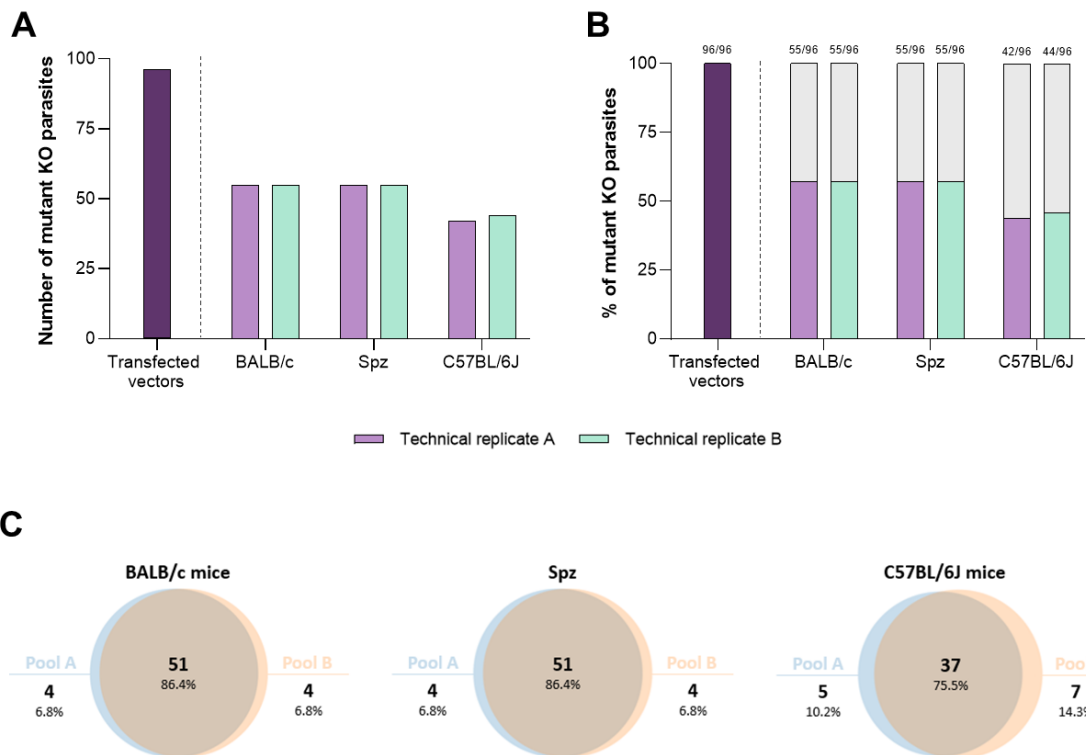 A
Number of mutant KO parasites
100
75
50
25
0
Transfected
vectors
BALB/c
Spz
C57BL/6J
B
% of mutant KO parasites
96/96
55/96
55/96
55/96
55/96
42/96
44/96
100
75
50
25
0
Transfected
vectors
BALB/c
Spz
C57BL/6J
Technical replicate A
Technical replicate B
C
BALB/c mice
Pool A
4
6.8%
51
86.4%
Pool B
4
6.8%
Spz
Pool A
4
6.8%
51
86.4%
Pool B
4
6.8%
C57BL/6J mice
Pool A
5
10.2%
37
75.5%
Poo
7
14.3%